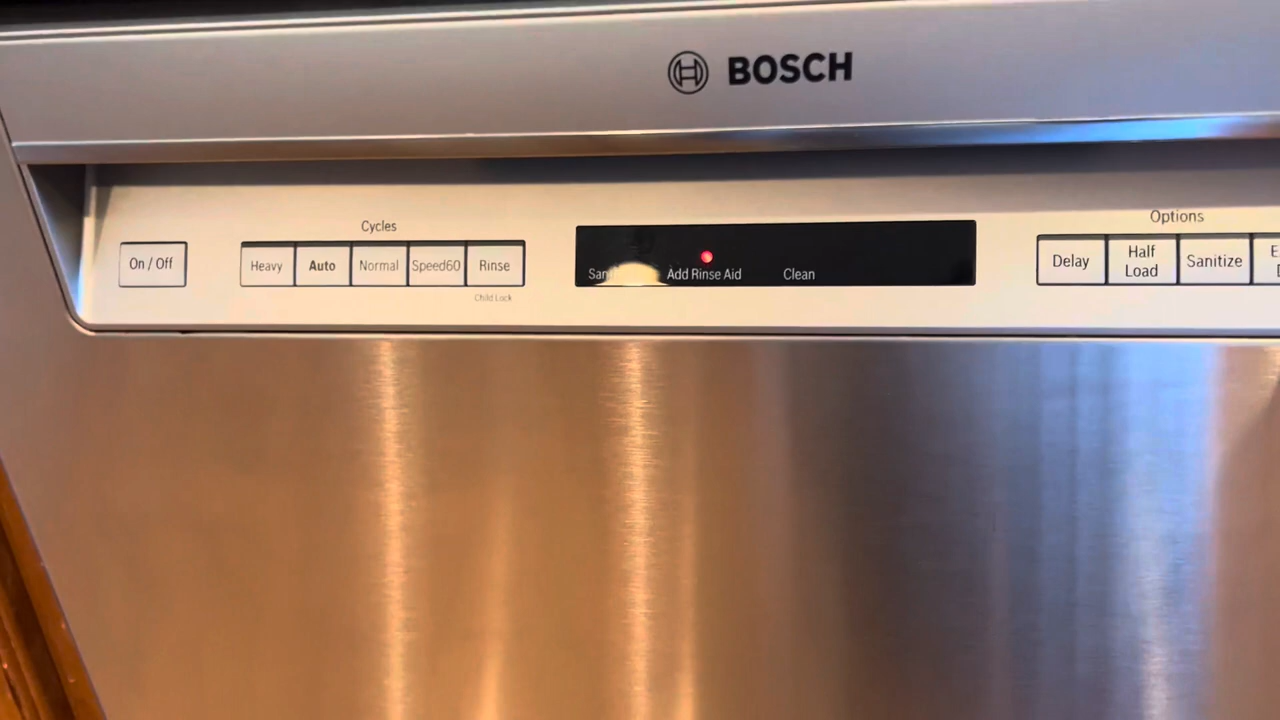 BOSCH
Cycles
Options
On / Off
Heavy
Auto
Normal
Speed60
Rinse
Child Lock
Add Rinse Aid
Clean
Delay
Half
Load
Sanitize